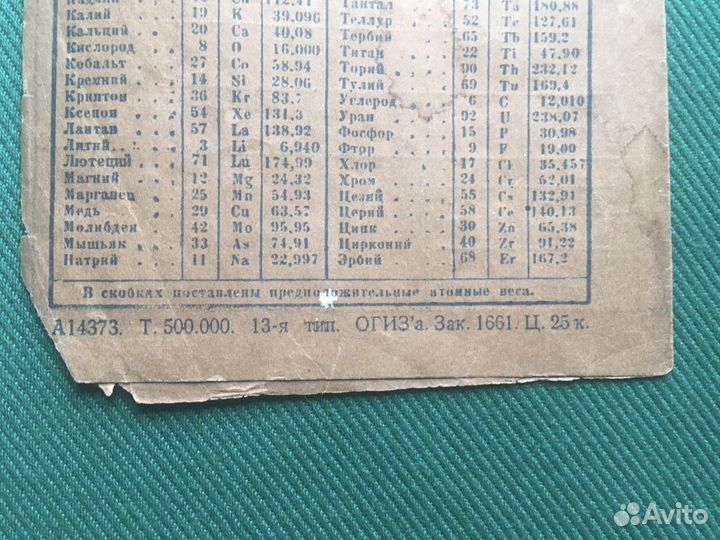 112,41 Тантал 73 Ta 180,88
Калий 19 K 39,096 Теллур 52 Te 127,61
Кальций 20 Ca 40,08 Тербий 65 Tb 159,2
Кислород 8 O 16,000 Титан 22 Ti 47,90
Кобальт 27 Co 58,94 Торий 90 Th 232,12
Кремний 14 Si 28,06 Тулий 69 Tu 169,4
Криптон 36 Kr 83,7 Углерод 6 C 12,010
Ксенон 54 Xe 131,3 Уран 92 U 238,07
Лантан 57 La 138,92 Фосфор 15 P 30,98
Литий 3 Li 6,940 Фтор 9 F 19,00
Лютеций 71 Lu 174,99 Хлор 17 Cl 35,457
Магний 12 Mg 24,32 Хром 24 Cr 52,01
Марганец 25 Mn 54,93 Цезий 55 Cs 132,91
Медь 29 Cu 63,57 Церий 58 Ce 140,13
Молибден 42 Mo 95,95 Цинк 30 Zn 65,38
Мышьяк 33 As 74,91 Цирконий 40 Zr 91,22
Натрий 11 Na 22,997 Эрбий 68 Er 167,2
В скобках поставлены предположительные атомные веса.
А14373. Т. 500.000. 13-я тип. ОГИЗ'а. Зак. 1661. Ц. 25 к.
Avito